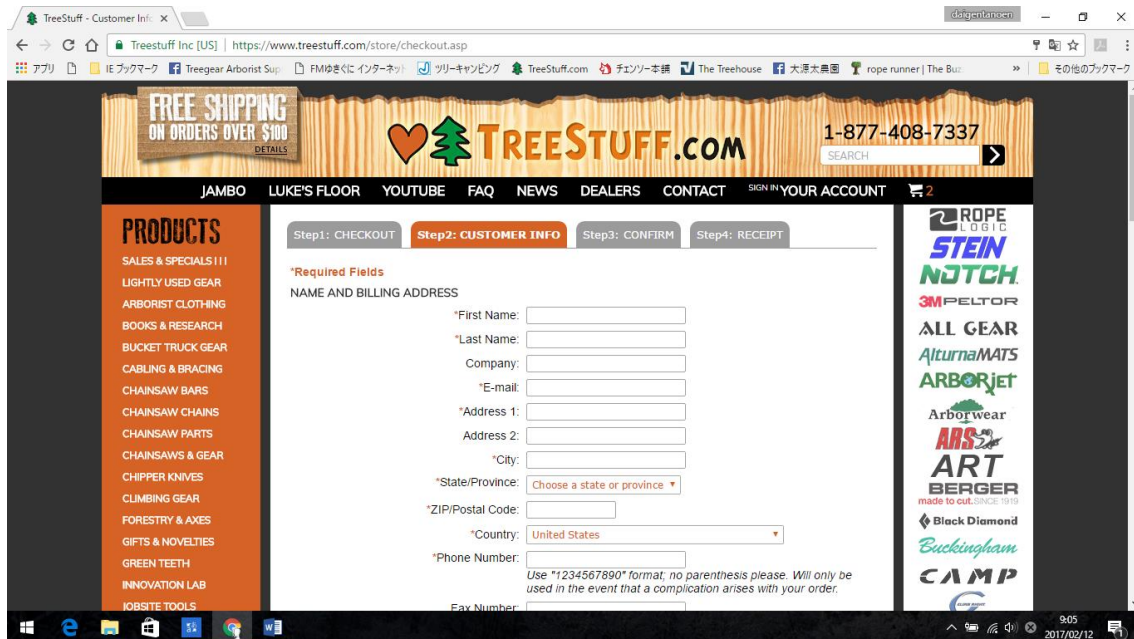 TreeStuff - Customer Info
daigentanoen
Treestuff Inc [US] | https://www.treestuff.com/store/checkout.asp
アプリ IE ブックマーク Treegear Arborist Sup FMゆきぐに インターネット ツリーキャンピング TreeStuff.com チェンソー本舗 The Treehouse 大源太農園 rope runner | The Buz » その他のブックマーク
FREE SHIPPING
ON ORDERS OVER $100
DETAILS
TREESTUFF.COM
1-877-408-7337
SEARCH
JAMBO LUKE'S FLOOR YOUTUBE FAQ NEWS DEALERS CONTACT SIGN IN YOUR ACCOUNT 2
PRODUCTS
SALES & SPECIALS!!!
LIGHTLY USED GEAR
ARBORIST CLOTHING
BOOKS & RESEARCH
BUCKET TRUCK GEAR
CABLING & BRACING
CHAINSAW BARS
CHAINSAW CHAINS
CHAINSAW PARTS
CHAINSAWS & GEAR
CHIPPER KNIVES
CLIMBING GEAR
FORESTRY & AXES
GIFTS & NOVELTIES
GREEN TEETH
INNOVATION LAB
JOBSITE TOOLS
Step1: CHECKOUT Step2: CUSTOMER INFO Step3: CONFIRM Step4: RECEIPT
*Required Fields
NAME AND BILLING ADDRESS
*First Name:
*Last Name:
Company:
*E-mail:
*Address 1:
Address 2:
*City:
*State/Province: Choose a state or province
*ZIP/Postal Code:
*Country: United States
*Phone Number:
Use "1234567890" format; no parenthesis please. Will only be
used in the event that a complication arises with your order.
Fax Number:
ROPE
LOGIC
STEIN
NOTCH
3M PELTOR
ALL GEAR
AlturnaMATS
ARBORjet
Arborwear
ARS
ART
BERGER
made to cut. SINCE 1919
Black Diamond
Buckingham
CAMP
9:05
2017/02/12